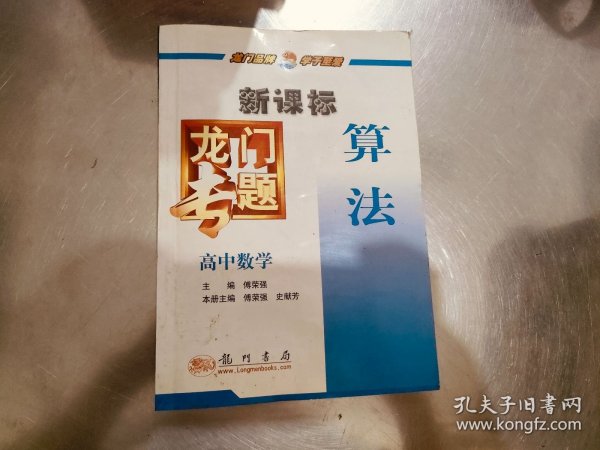 龙门品牌 学子至爱
新课标
龙门
专题
算法
高中数学
主 编 傅荣强
本册主编 傅荣强 史献芳
龍門書局
www.Longmenbooks.com
孔夫子旧书网
www.kongfz.com